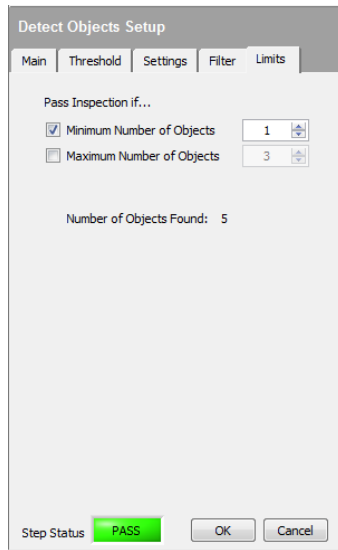 Detect Objects Setup
Main Threshold Settings Filter Limits
Pass Inspection if...
Minimum Number of Objects 1
Maximum Number of Objects 3
Number of Objects Found: 5
Step Status PASS OK Cancel